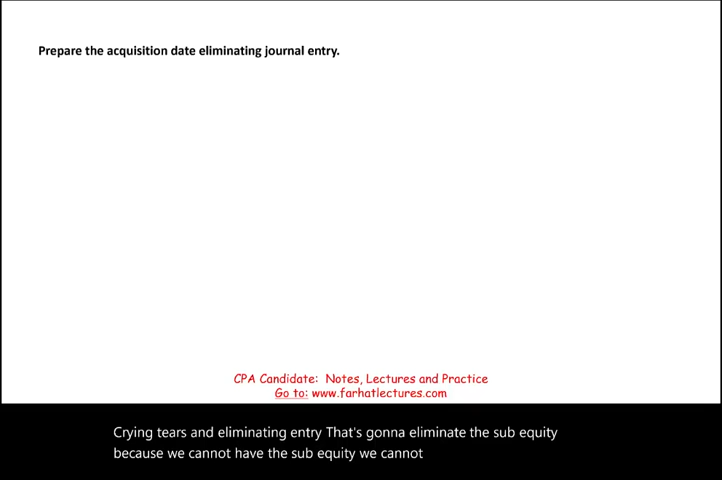 Prepare the acquisition date eliminating journal entry.
CPA Candidate: Notes, Lectures and Practice
Go to: www.farhatlectures.com
Crying tears and eliminating entry That's gonna eliminate the sub equity
because we cannot have the sub equity we cannot